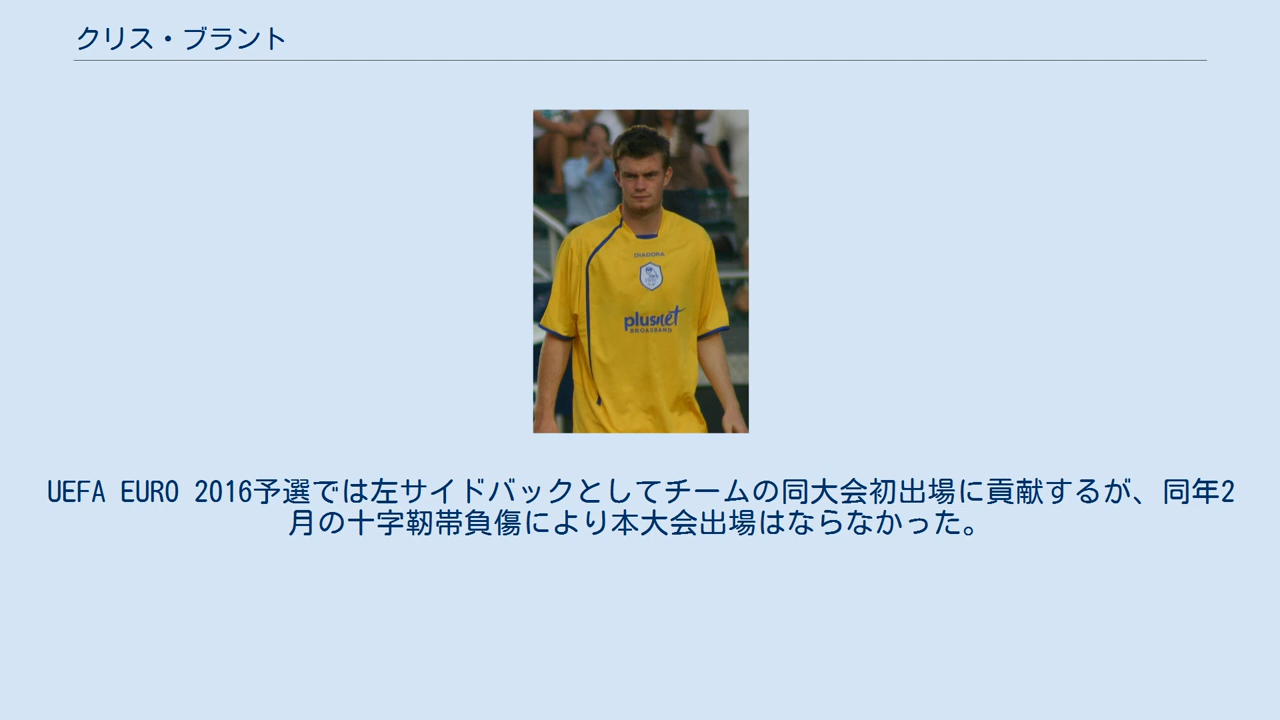 クリス・ブラント
DIADORA
plusnet
BROADBAND
UEFA EURO 2016予選では左サイドバックとしてチームの同大会初出場に貢献するが、同年2
月の十字靭帯負傷により本大会出場はならなかった。